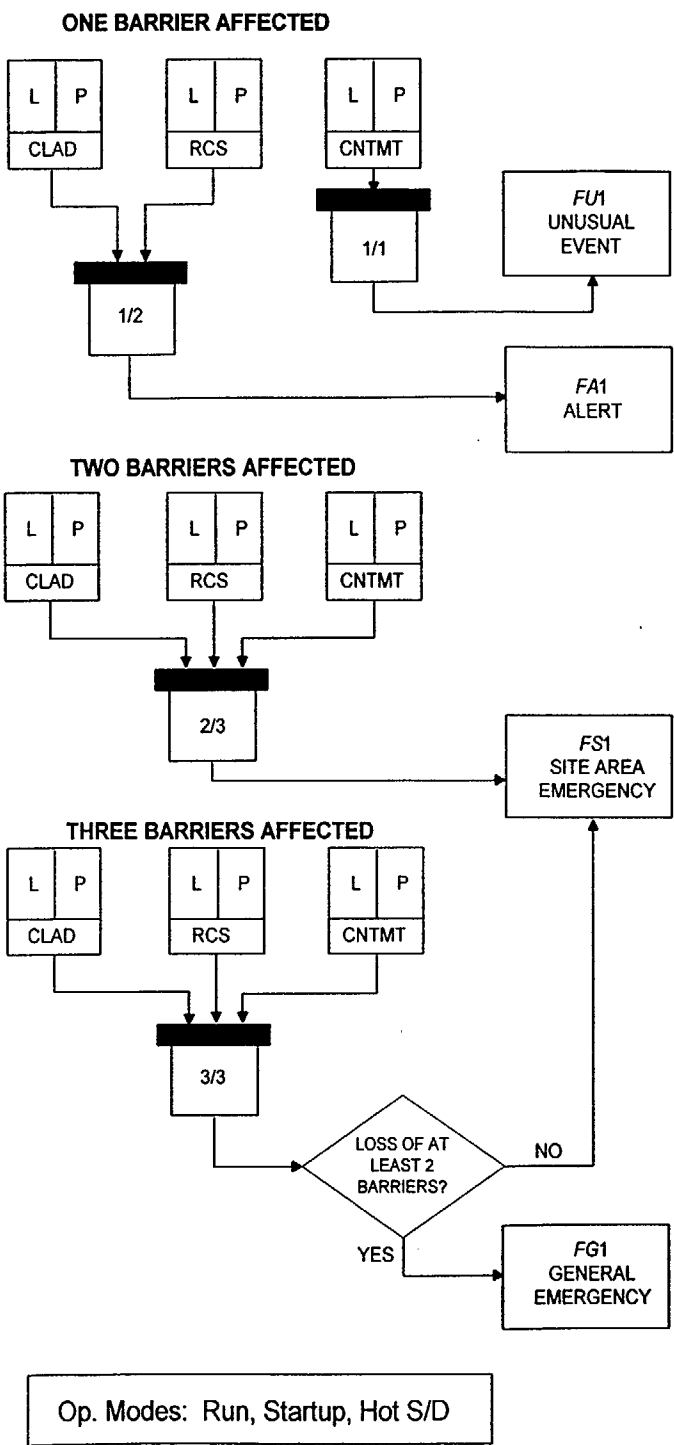 ONE BARRIER AFFECTED
L P L P L P
CLAD RCS CNTMT
1/1
FU1
UNUSUAL
EVENT
1/2
FA1
ALERT
TWO BARRIERS AFFECTED
L P L P L P
CLAD RCS CNTMT
2/3
FS1
SITE AREA
EMERGENCY
THREE BARRIERS AFFECTED
L P L P L P
CLAD RCS CNTMT
3/3
LOSS OF AT
LEAST 2
BARRIERS?
NO
YES
FG1
GENERAL
EMERGENCY
Op. Modes: Run, Startup, Hot S/D